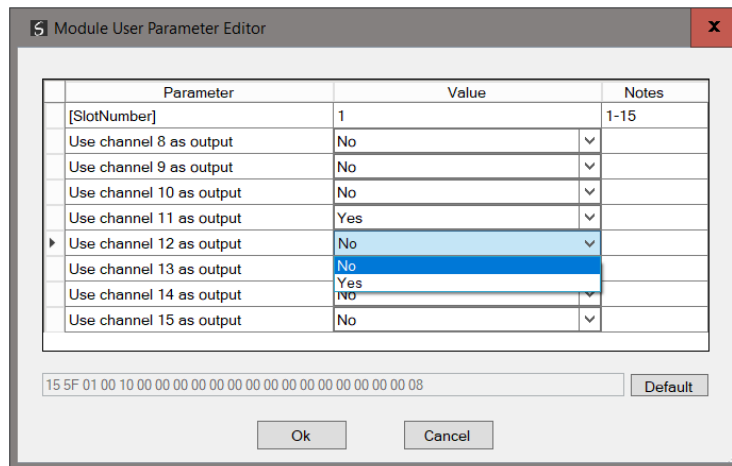 Module User Parameter Editor
x
Parameter Value Notes
[SlotNumber] 1 1-15
Use channel 8 as output No
Use channel 9 as output No
Use channel 10 as output No
Use channel 11 as output Yes
Use channel 12 as output No
Use channel 13 as output No
Yes
Use channel 14 as output No
Use channel 15 as output No
15 5F 01 00 10 00 00 00 00 00 00 00 00 00 00 00 00 00 00 00 08 Default
Ok Cancel